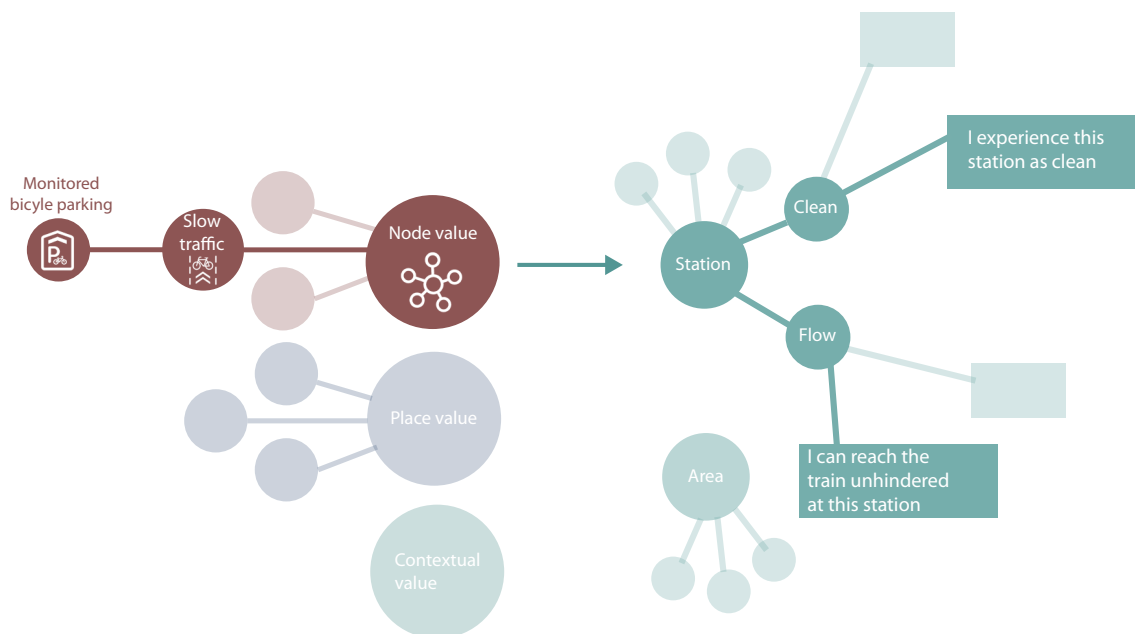 Monitored
bicyle parking
Slow
traffic
P
Node value
Place value
Contextual
value
Station
Clean
Flow
Area
I experience this
station as clean
I can reach the
train unhindered
at this station